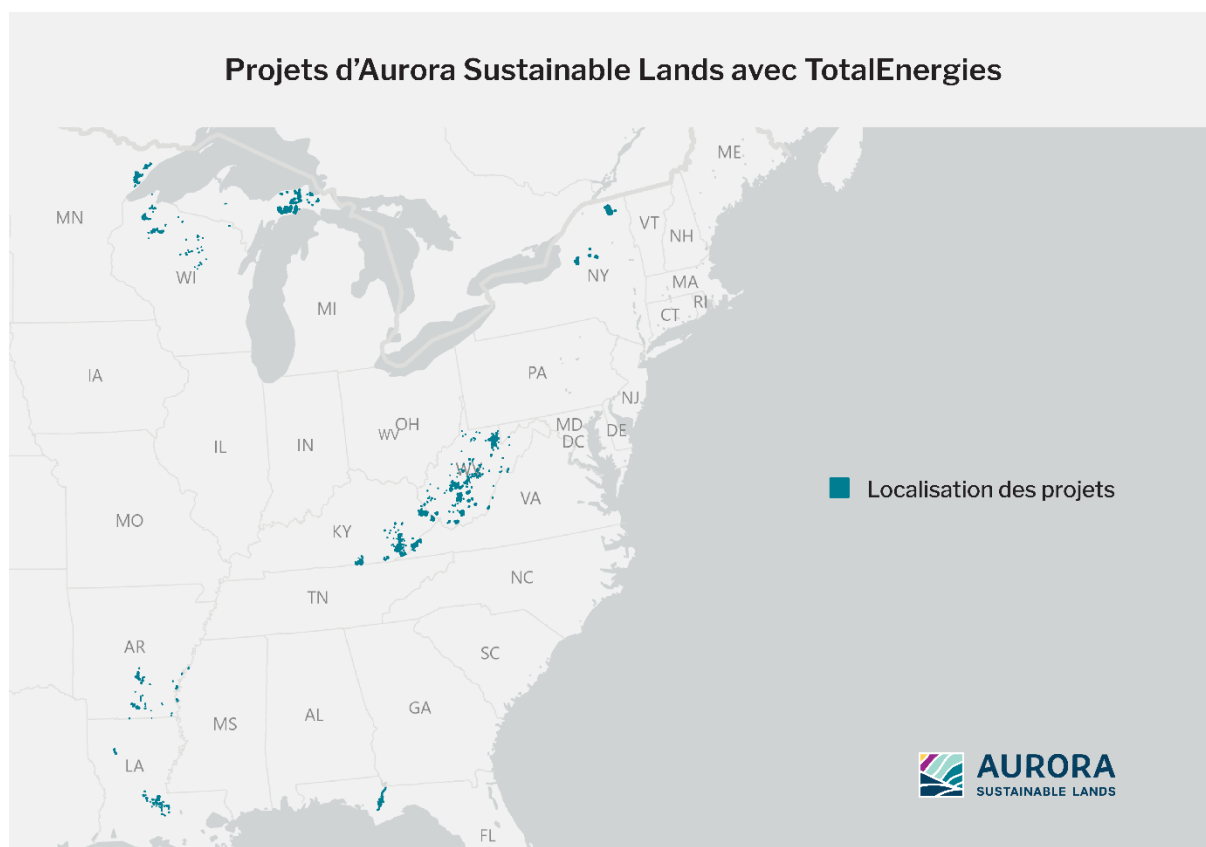 Projets d'Aurora Sustainable Lands avec TotalEnergies
ME
MN
VT
NH
WI
NY
MA
RI
CT
MI
PA
IA
NJ
OH
WV
MD
DE
DC
IL
IN
WV
VA
Localisation des projets
MO
KY
NC
TN
AR
SC
GA
MS
AL
LA
AURORA
SUSTAINABLE LANDS
FL